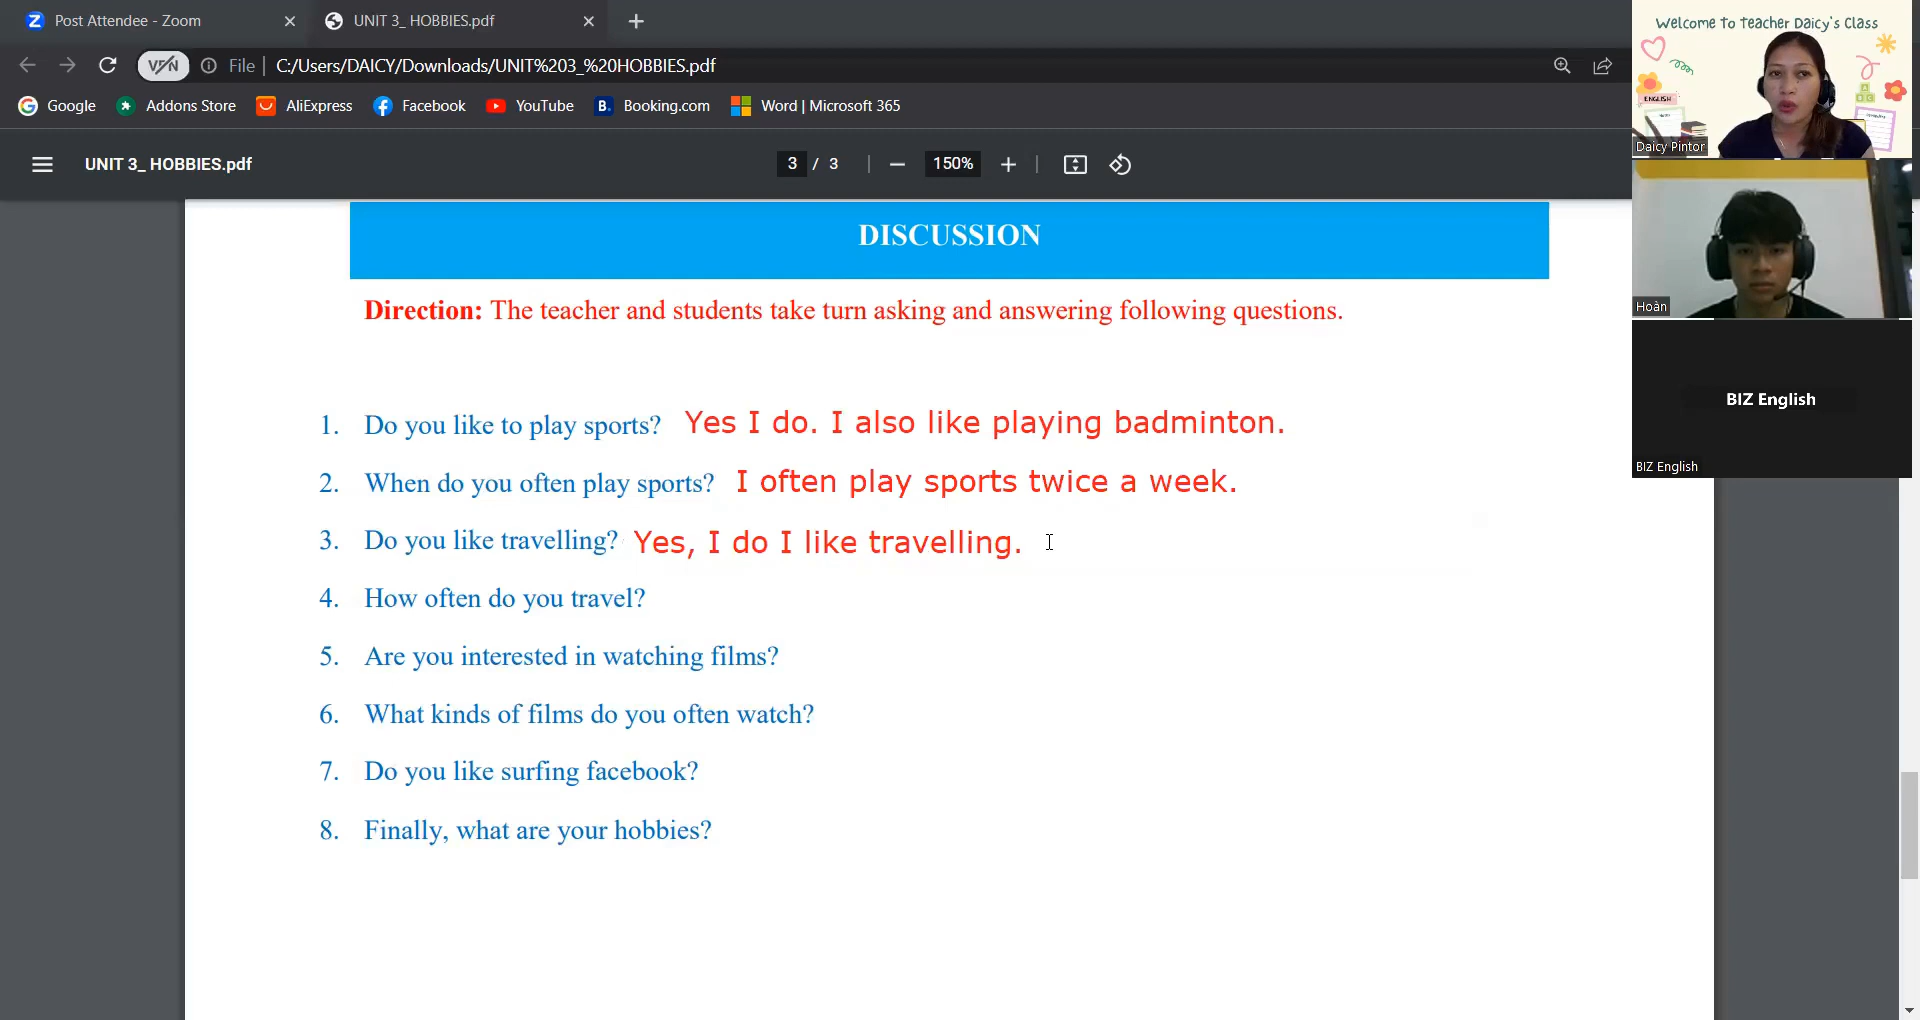 Post Attendee - Zoom
UNIT 3_ HOBBIES.pdf
VPN
File
C:/Users/DAICY/Downloads/UNIT%203_%20HOBBIES.pdf
Google
Addons Store
AliExpress
Facebook
B.
Booking.com
YouTube
Word | Microsoft 365
UNIT 3_ HOBBIES.pdf
3 / 3
150%
Welcome to Teacher Daicy's Class
ENGLISH
Daicy Pintor
Hoàn
BIZ English
BIZ English
DISCUSSION
Direction: The teacher and students take turn asking and answering following questions.
1. Do you like to play sports? Yes I do. I also like playing badminton.
2. When do you often play sports? I often play sports twice a week.
3. Do you like travelling? Yes, I do I like travelling.
4. How often do you travel?
5. Are you interested in watching films?
6. What kinds of films do you often watch?
7. Do you like surfing facebook?
8. Finally, what are your hobbies?